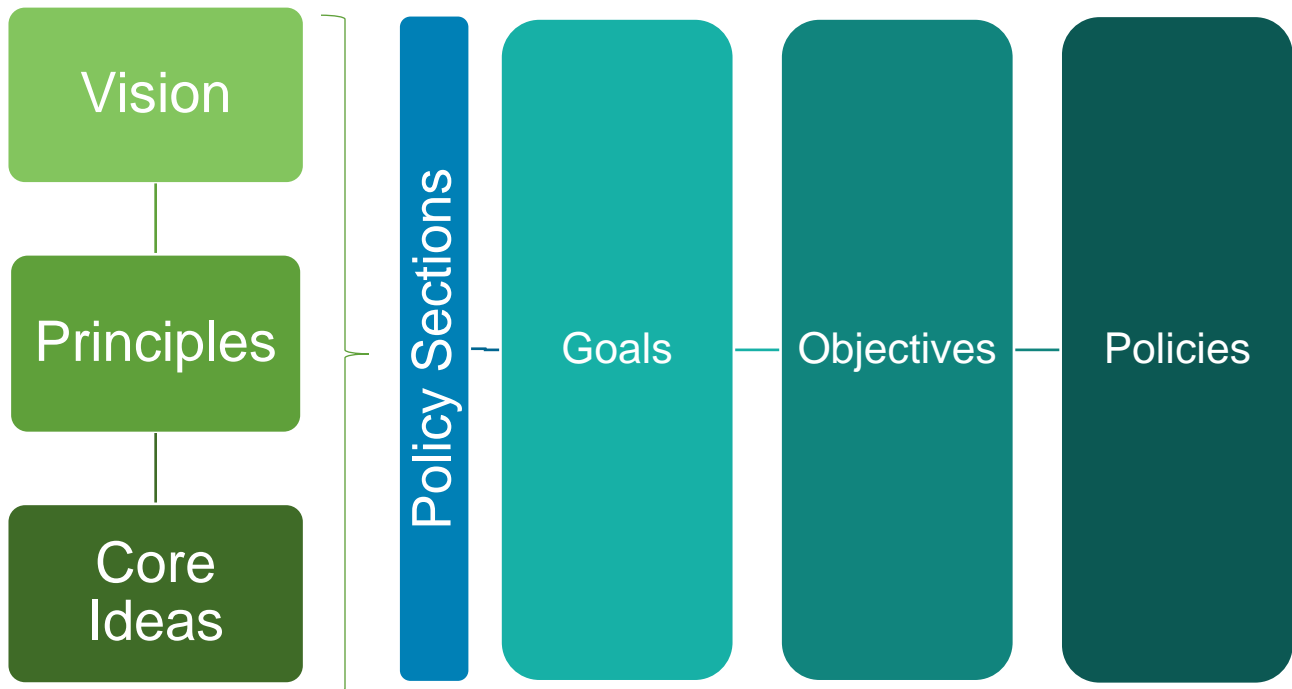 Vision
Principles
Core
Ideas
Policy Sections
Goals
Objectives
Policies